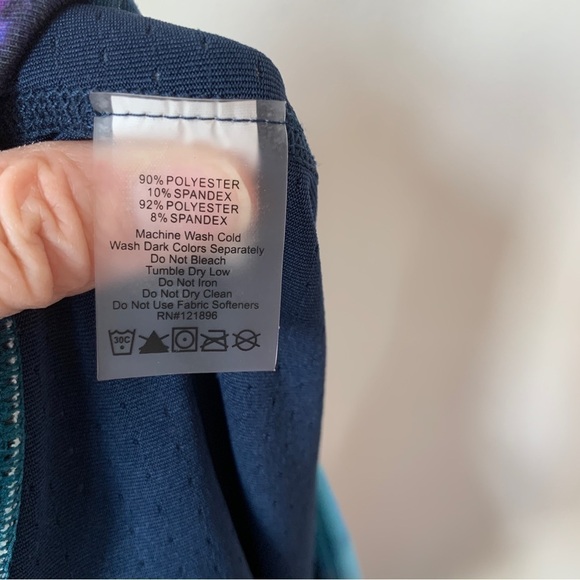 90% POLYESTER
10% SPANDEX
92% POLYESTER
8% SPANDEX
Machine Wash Cold
Wash Dark Colors Separately
Do Not Bleach
Tumble Dry Low
Do Not Iron
Do Not Dry Clean
Do Not Use Fabric Softeners
RN#121896
30C